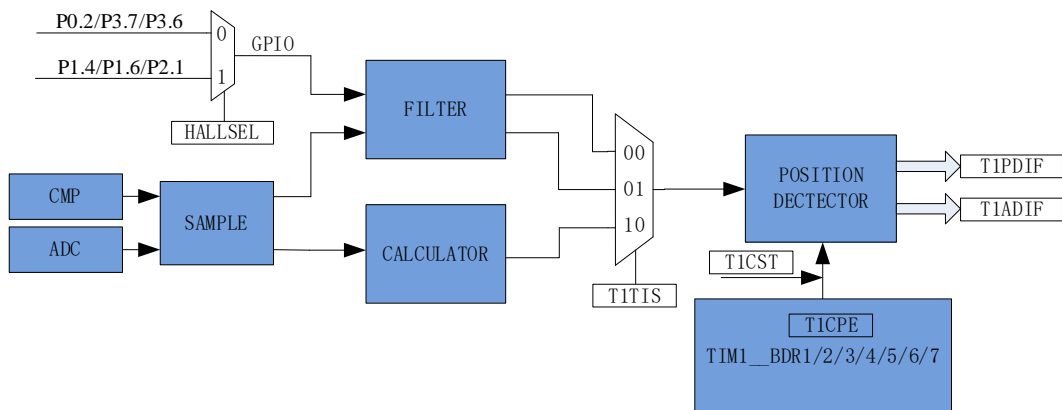 P0.2/P3.7/P3.6
0
GPIO
P1.4/P1.6/P2.1
1
HALLSEL
FILTER
CMP
ADC
SAMPLE
CALCULATOR
00
01
10
T1TIS
POSITION
DECTECTOR
T1PDIF
T1ADIF
T1CST
T1CPE
TIM1__BDR1/2/3/4/5/6/7